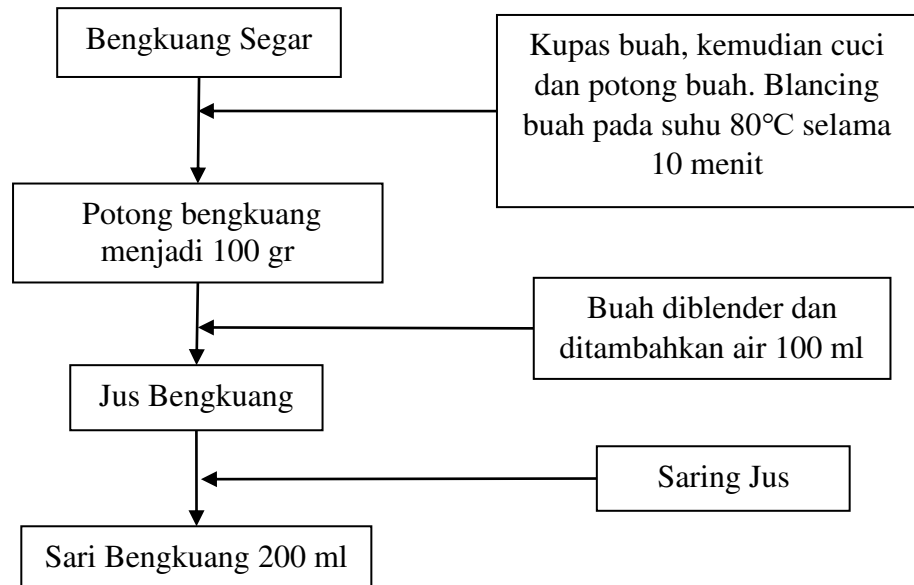 Bengkuang Segar
Kupas buah, kemudian cuci
dan potong buah. Blancing
buah pada suhu 80°C selama
10 menit
Potong bengkuang
menjadi 100 gr
Buah diblender dan
ditambahkan air 100 ml
Jus Bengkuang
Saring Jus
Sari Bengkuang 200 ml